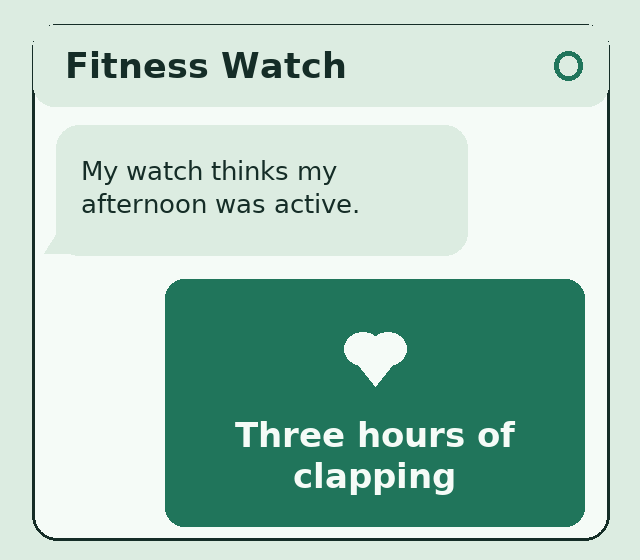 Fitness Watch
My watch thinks my
afternoon was active.
Three hours of
clapping